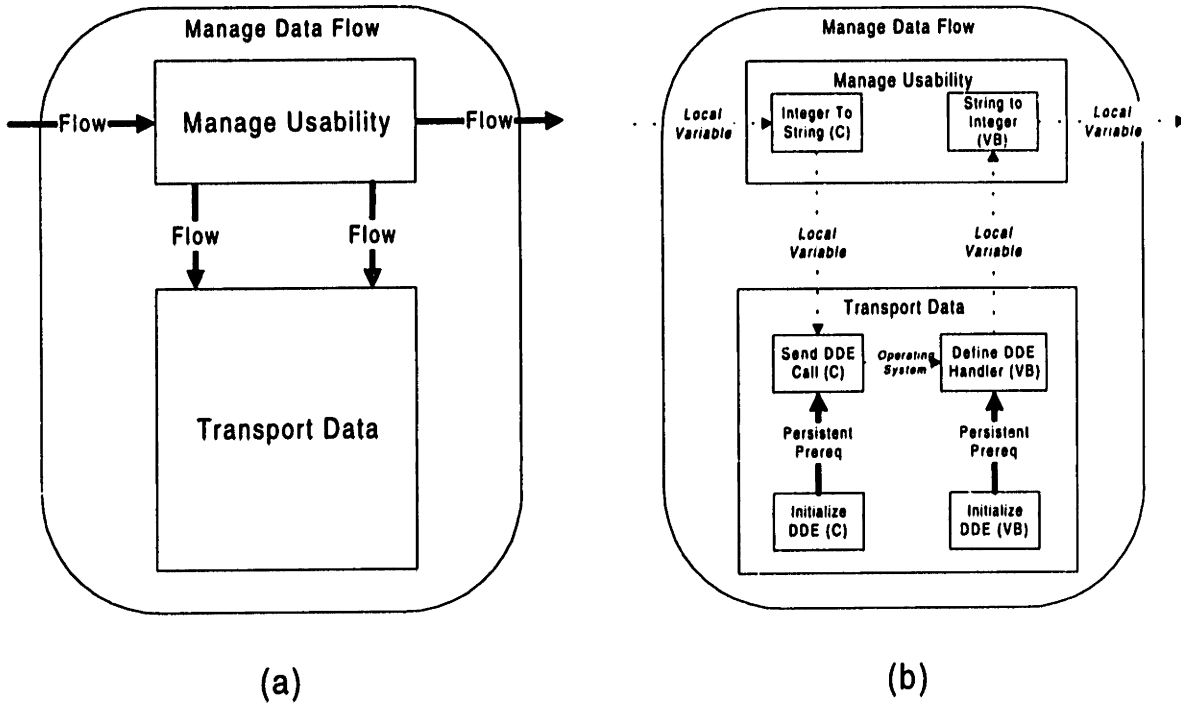 Manage Data Flow
Manage Usability
Flow
Flow
Flow
Flow
Transport Data
(a)
Manage Data Flow
Manage Usability
Local
Variable
Integer To
String (C)
String to
Integer
(VB)
Local
Variable
Local
Variable
Local
Variable
Transport Data
Send DDE
Call (C)
Operating
System
Define DDE
Handler (VB)
Persistent
Prereq
Persistent
Prereq
Initialize
DDE (C)
Initialize
DDE (VB)
(b)